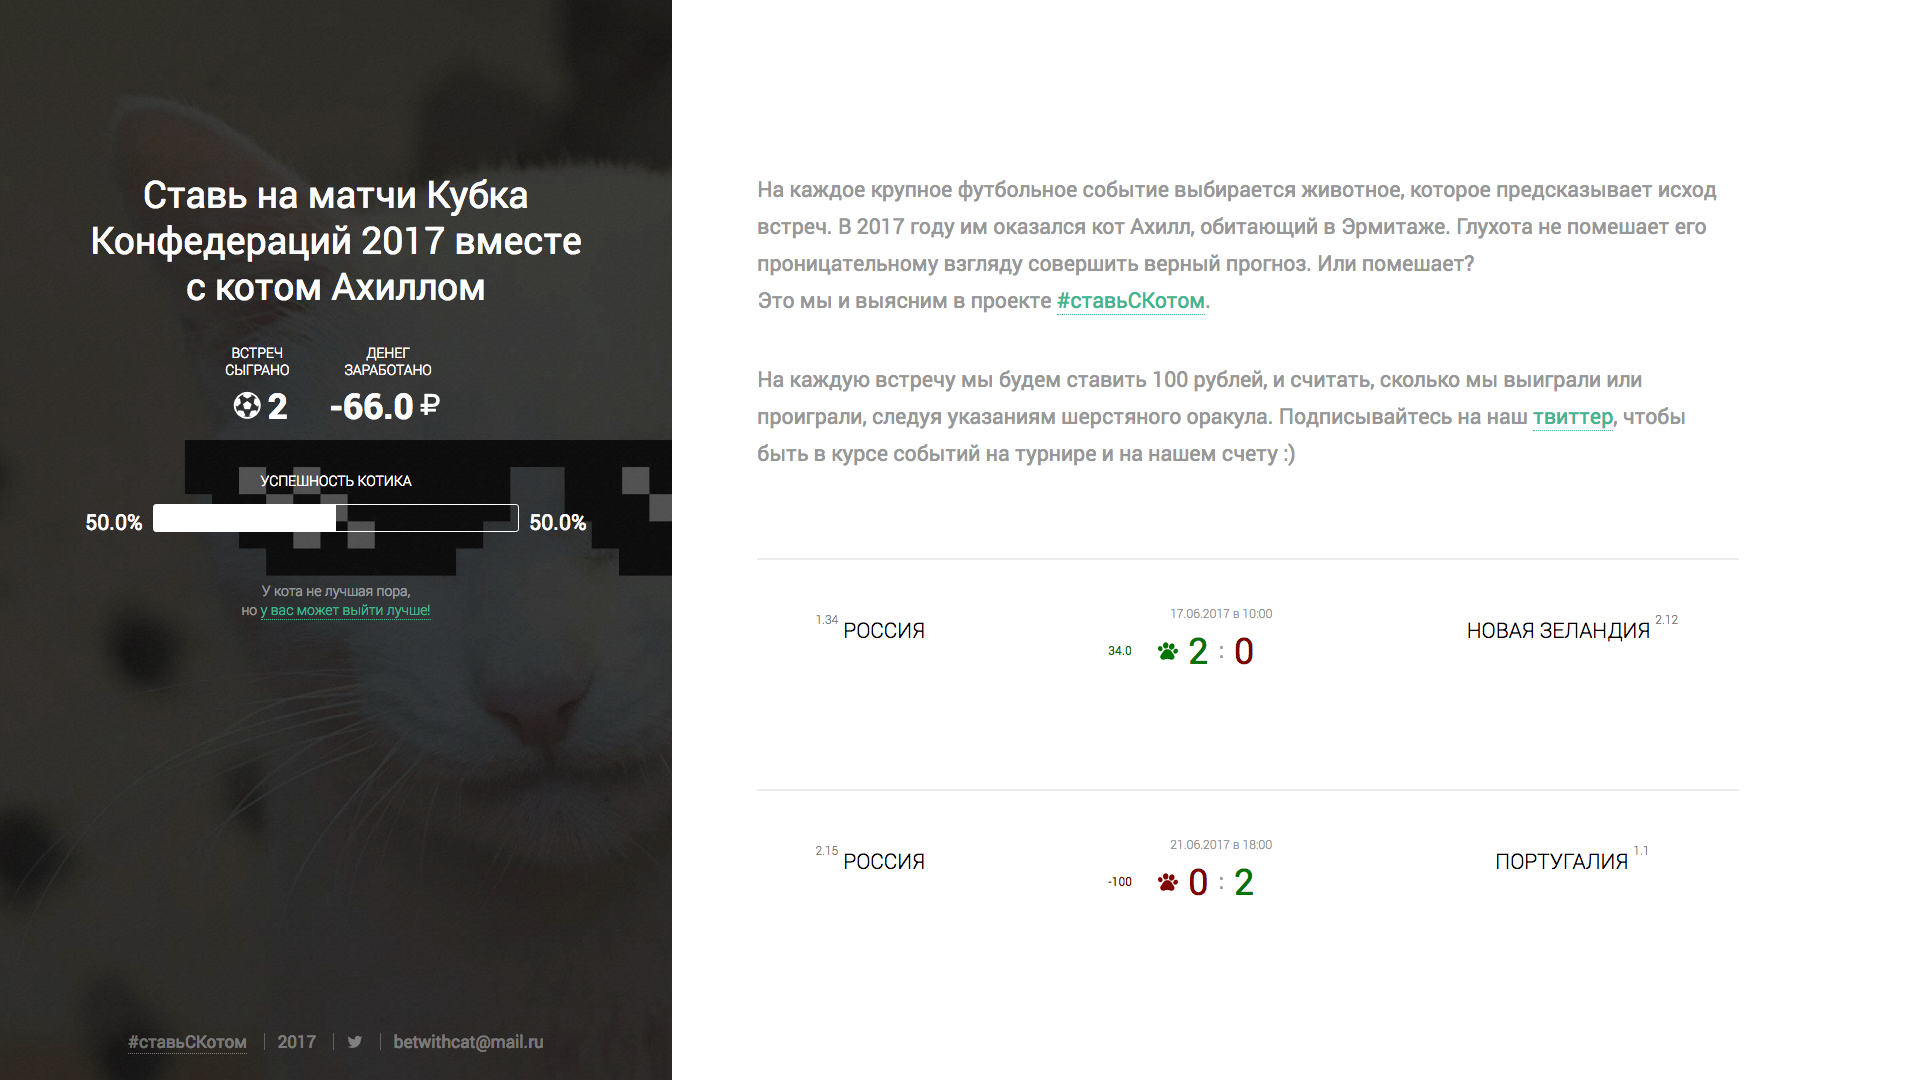 Ставь на матчи Кубка
Конфедераций 2017 вместе
с котом Ахиллом
ВСТРЕЧ
СЫГРАНО
2
ДЕНЕГ
ЗАРАБОТАНО
-66.0 ₽
УСПЕШНОСТЬ КОТИКА
50.0% 50.0%
У кота не лучшая пора,
но у вас может выйти лучше!
#ставьСКотом 2017 betwithcat@mail.ru
На каждое крупное футбольное событие выбирается животное, которое предсказывает исход
встреч. В 2017 году им оказался кот Ахилл, обитающий в Эрмитаже. Глухота не помешает его
проницательному взгляду совершить верный прогноз. Или помешает?
Это мы и выясним в проекте #ставьСКотом.
На каждую встречу мы будем ставить 100 рублей, и считать, сколько мы выиграли или
проиграли, следуя указаниям шерстяного оракула. Подписывайтесь на наш твиттер, чтобы
быть в курсе событий на турнире и на нашем счету :)
17.06.2017 в 10:00
1.34 РОССИЯ
34.0 2 : 0
НОВАЯ ЗЕЛАНДИЯ 2.12
21.06.2017 в 18:00
2.15 РОССИЯ
-100 0 : 2
ПОРТУГАЛИЯ 1.1